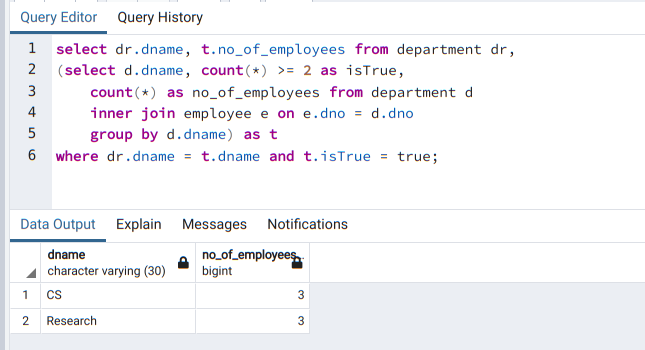 Query Editor Query History
1 select dr.dname, t.no_of_employees from department dr,
2 (select d.dname, count(*) >= 2 as isTrue,
3 count(*) as no_of_employees from department d
4 inner join employee e on e.dno = d.dno
5 group by d.dname) as t
6 where dr.dname = t.dname and t.isTrue = true;
Data Output Explain Messages Notifications
dname no_of_employees
character varying (30) bigint
1 CS 3
2 Research 3